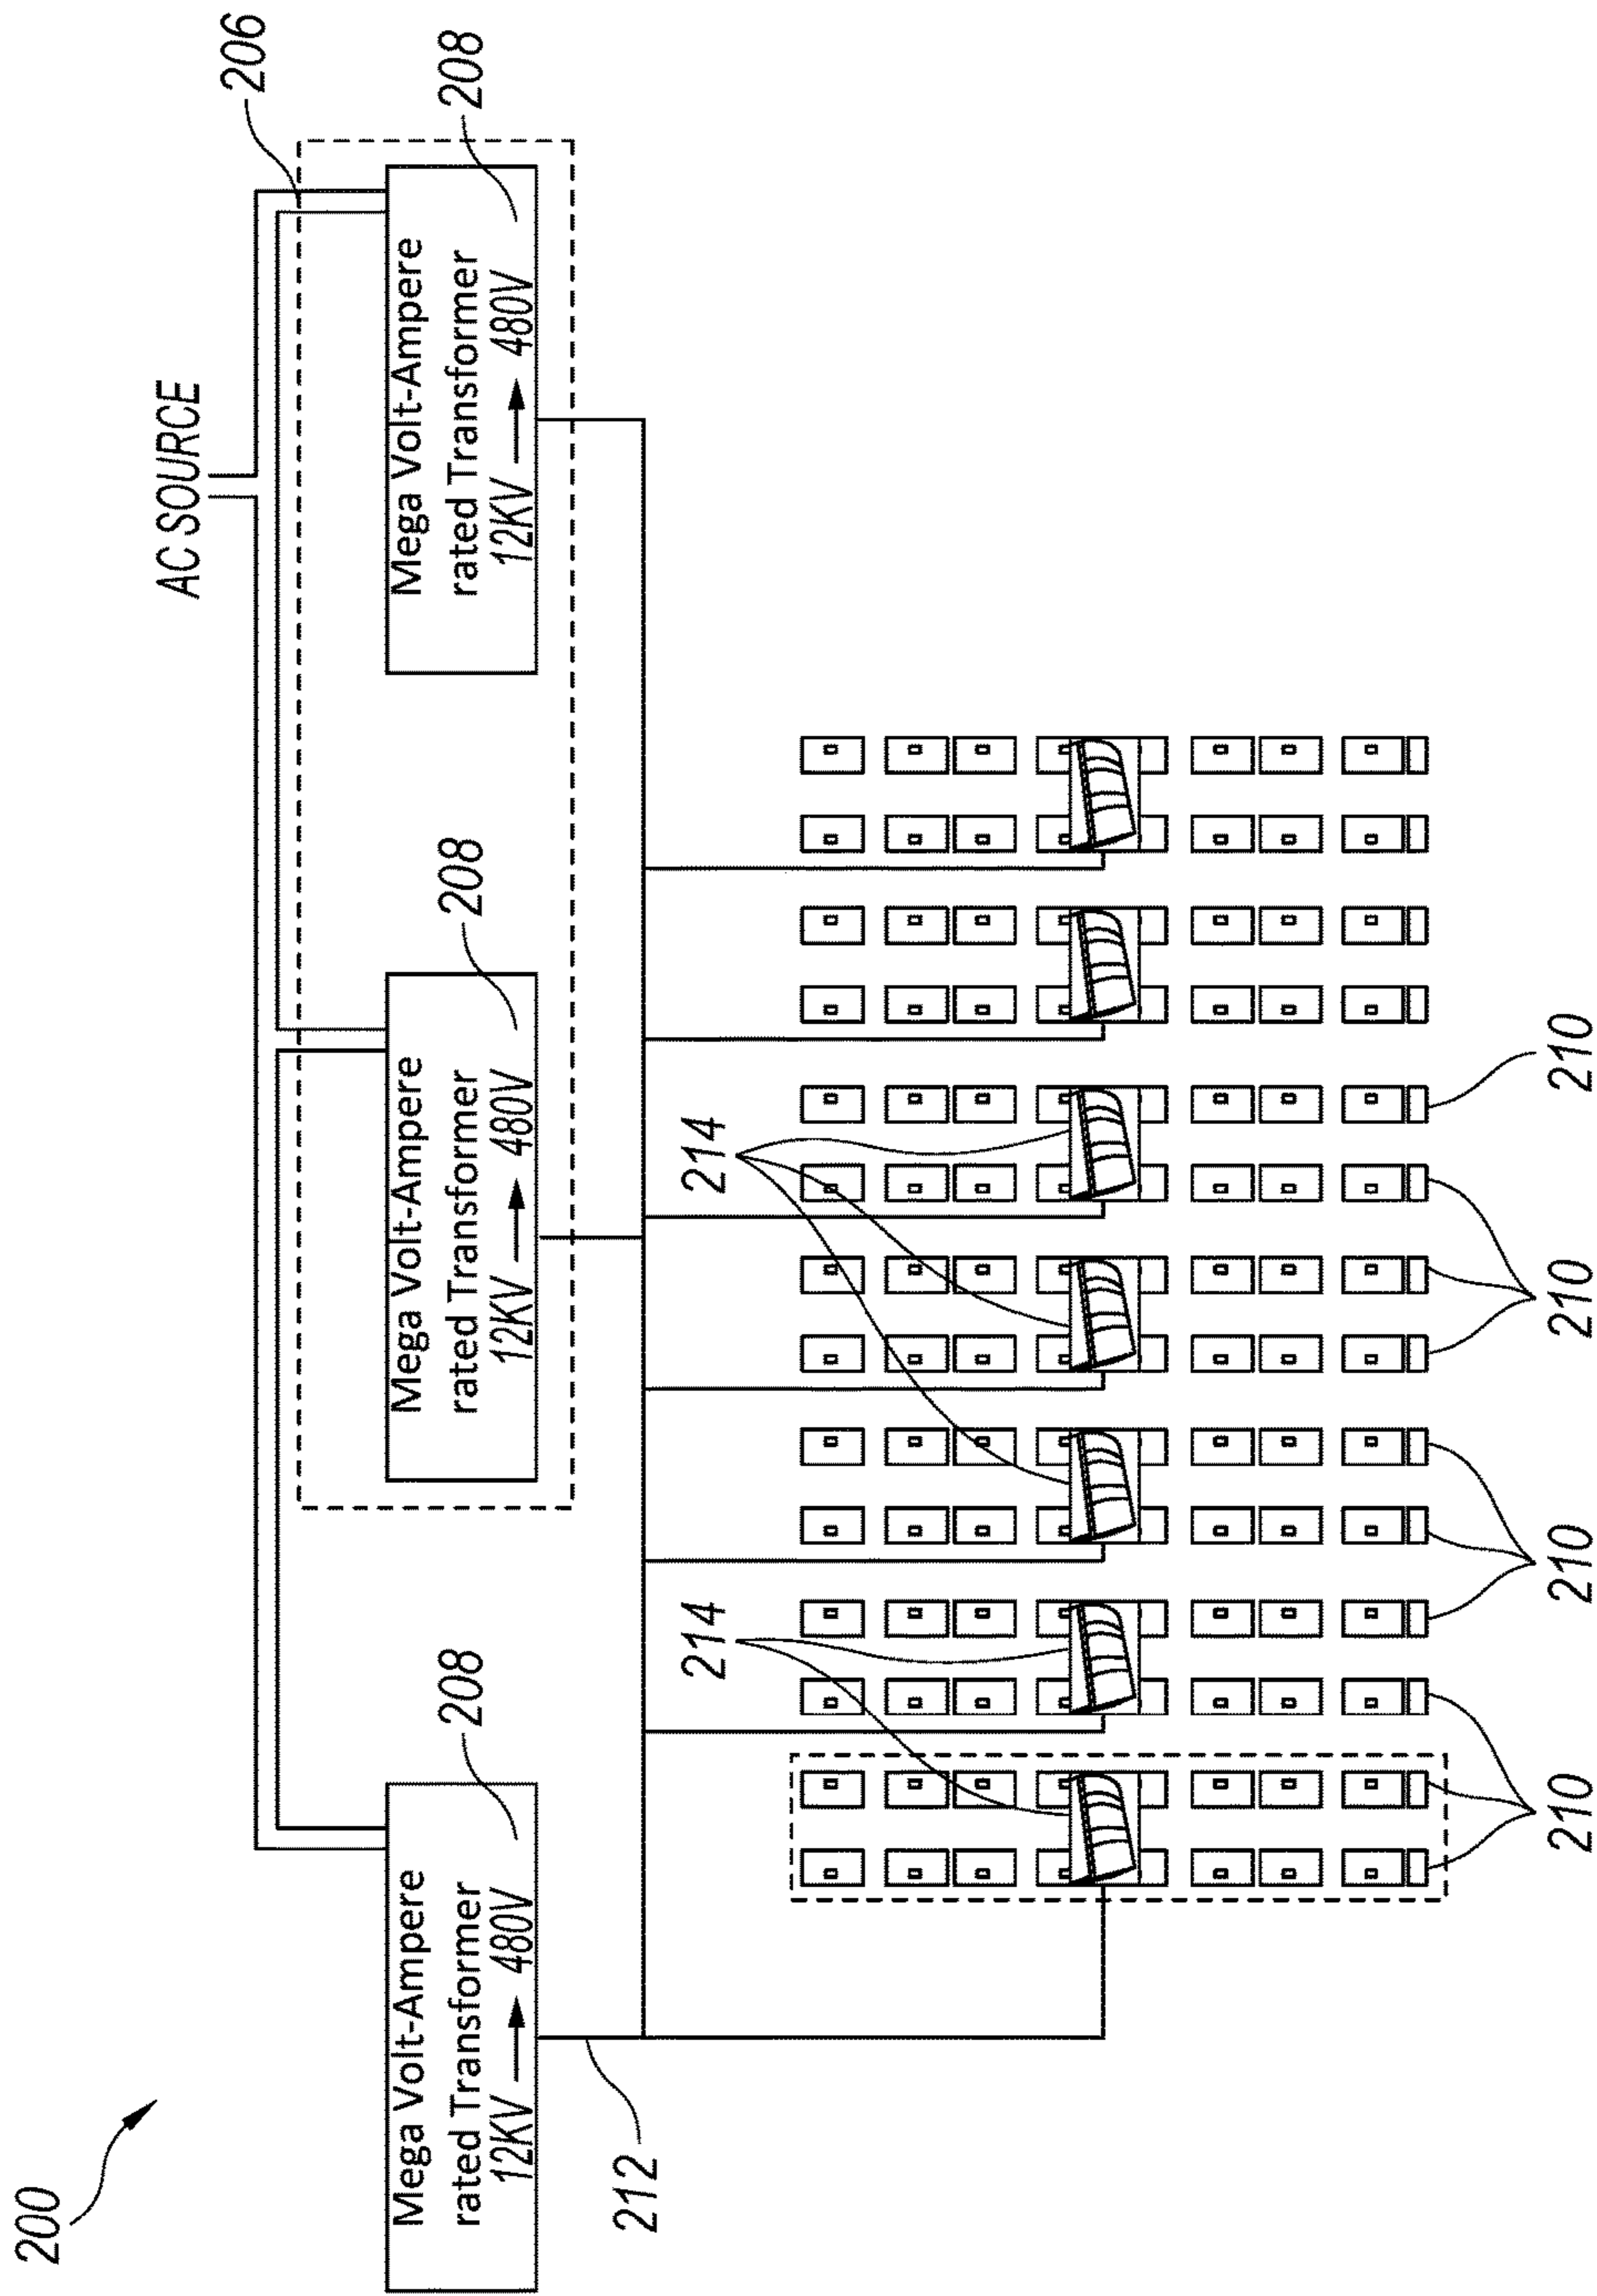 200
AC SOURCE
206
Mega Volt-Ampere
rated Transformer
12KV → 480V
208
Mega Volt-Ampere
rated Transformer
12KV → 480V
208
Mega Volt-Ampere
rated Transformer
12KV → 480V
208
212
214
214
210
210
210
210